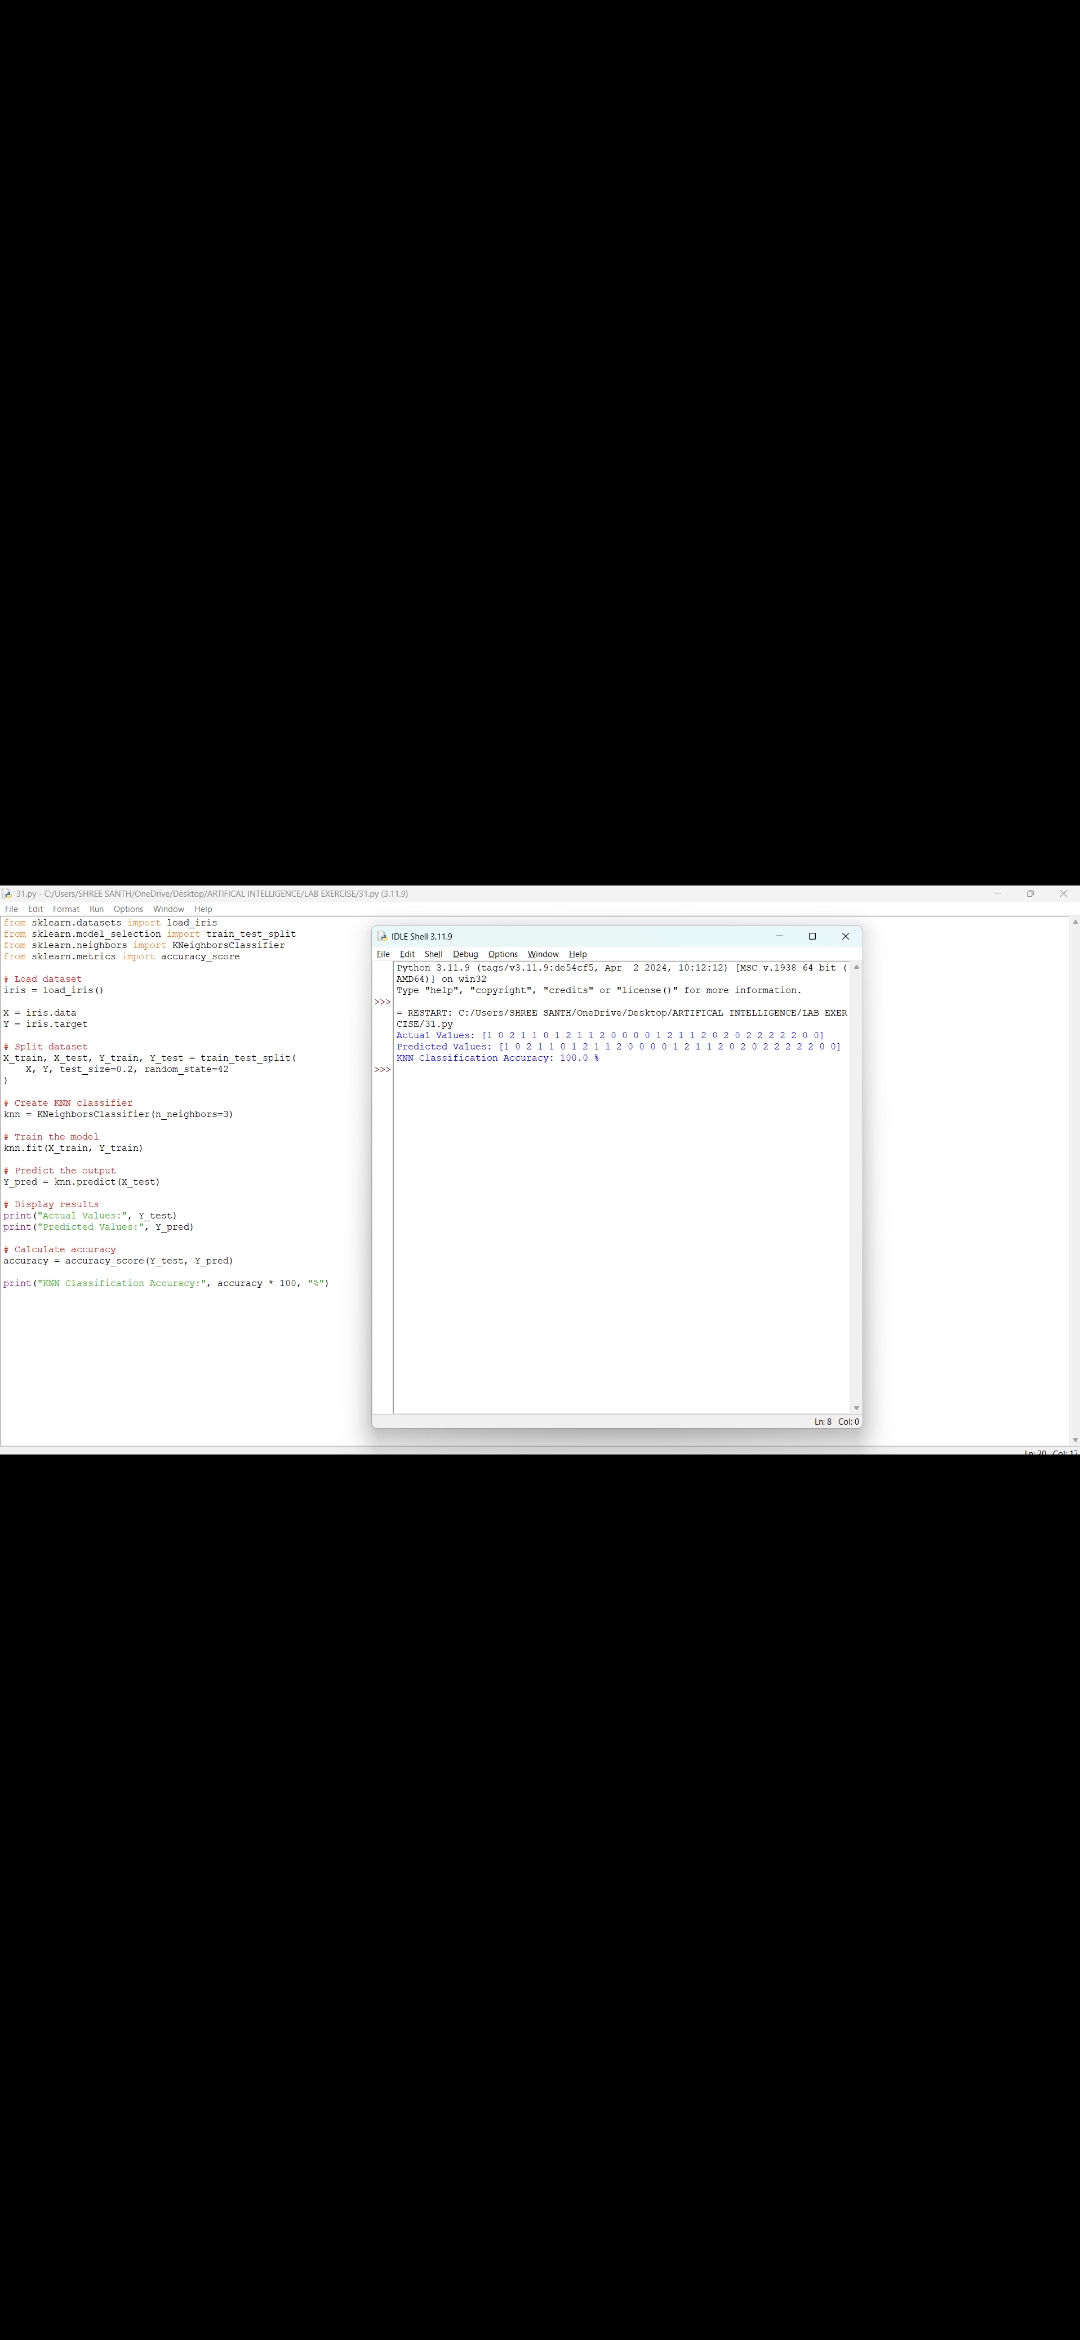 31.py - C:/Users/SHREE SANTH/OneDrive/Desktop/ARTIFICAL INTELLIGENCE/LAB EXERCISE/31.py (3.11.9)
File Edit Format Run Options Window Help
from sklearn.datasets import load_iris
from sklearn.model_selection import train_test_split
from sklearn.neighbors import KNeighborsClassifier
from sklearn.metrics import accuracy_score
# Load dataset
iris = load_iris()
X = iris.data
Y = iris.target
# Split dataset
X_train, X_test, Y_train, Y_test = train_test_split(
    X, Y, test_size=0.2, random_state=42
)
# Create KNN classifier
knn = KNeighborsClassifier(n_neighbors=3)
# Train the model
knn.fit(X_train, Y_train)
# Predict the output
Y_pred = knn.predict(X_test)
# Display results
print("Actual Values:", Y_test)
print("Predicted Values:", Y_pred)
# Calculate accuracy
accuracy = accuracy_score(Y_test, Y_pred)
print("KNN Classification Accuracy:", accuracy * 100, "%")
IDLE Shell 3.11.9
File Edit Shell Debug Options Window Help
Python 3.11.9 (tags/v3.11.9:de54cf5, Apr  2 2024, 10:12:12) [MSC v.1938 64 bit (
AMD64)] on win32
Type "help", "copyright", "credits" or "license()" for more information.
>>>
= RESTART: C:/Users/SHREE SANTH/OneDrive/Desktop/ARTIFICAL INTELLIGENCE/LAB EXER
CISE/31.py
Actual Values: [1 0 2 1 1 0 1 2 1 1 2 0 0 0 0 1 2 1 1 2 0 2 0 2 2 2 2 2 0 0]
Predicted Values: [1 0 2 1 1 0 1 2 1 1 2 0 0 0 0 1 2 1 1 2 0 2 0 2 2 2 2 2 0 0]
KNN Classification Accuracy: 100.0 %
>>>
Ln: 8 Col: 0
Ln: 20 Col: 17